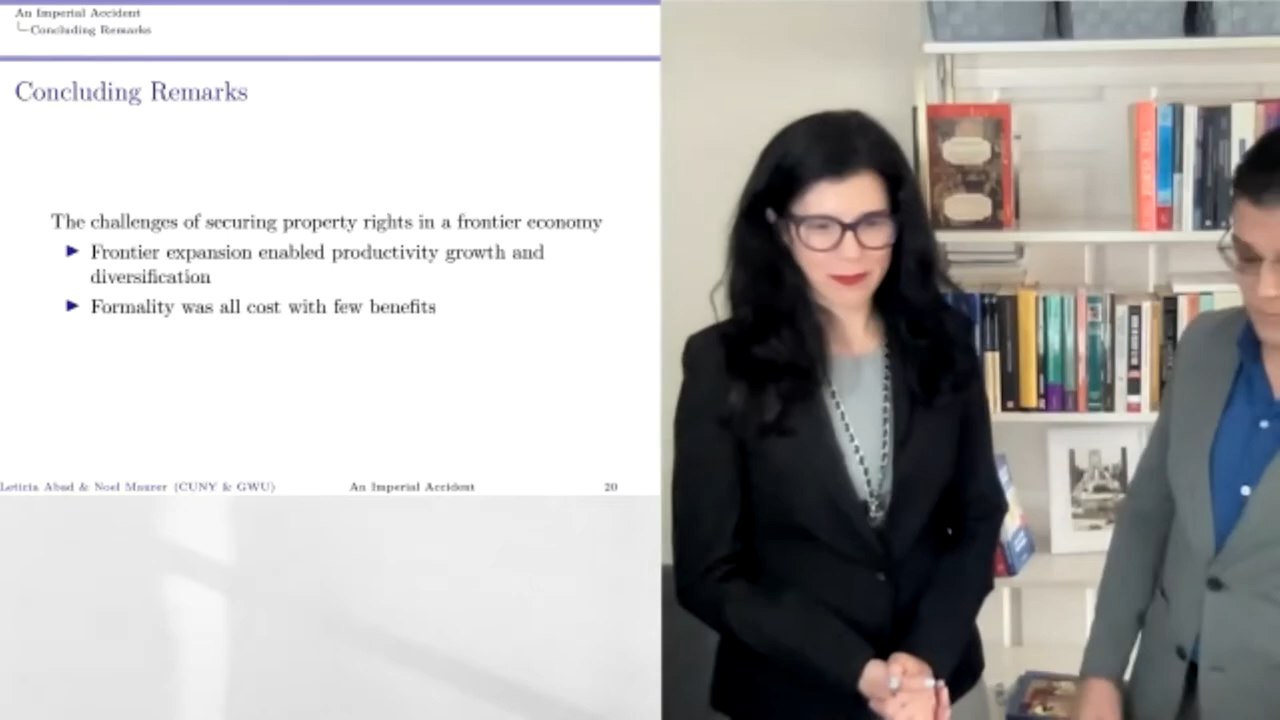 An Imperial Accident
Concluding Remarks
Concluding Remarks
The challenges of securing property rights in a frontier economy
Frontier expansion enabled productivity growth and
diversification
Formality was all cost with few benefits
Leticia Abad & Noel Maurer (CUNY & GWU) An Imperial Accident 20